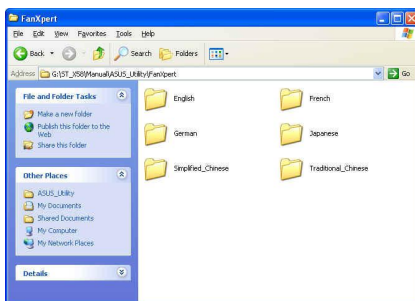 FanXpert
File Edit View Favorites Tools Help
Back Search Folders
Address G:\ST_X58\Manual\ASUS_Utility\FanXpert Go
File and Folder Tasks
Make a new folder
Publish this folder to the
Web
Share this folder
Other Places
ASUS_Utility
My Documents
Shared Documents
My Computer
My Network Places
Details
English French
German Japanese
Simplified_Chinese Traditional_Chinese